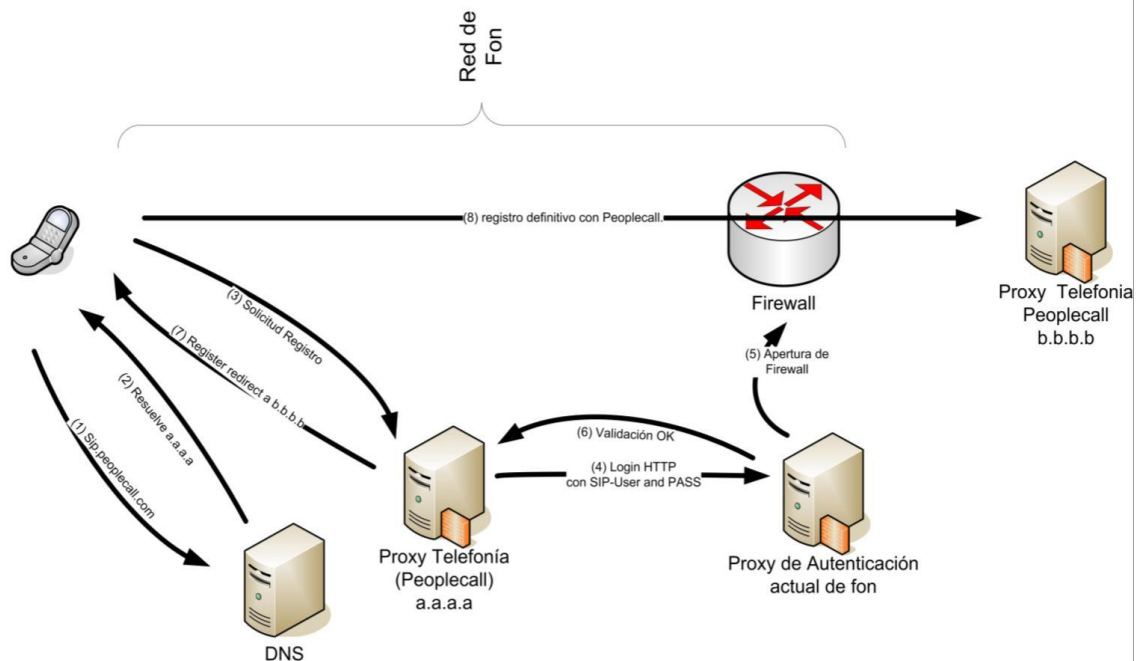 Red de
Fon
(8) registro definitivo con Peoplecall.
(3) Solicitud Registro
(7) Register redirect a b.b.b.b
(2) Resuelve a.a.a.a
(1) Sip.peoplecall.com
Firewall
Proxy Telefonia
Peoplecall
b.b.b.b
(5) Apertura de
Firewall
(6) Validación OK
(4) Login HTTP
con SIP-User and PASS
Proxy Telefonía
(Peoplecall)
a.a.a.a
Proxy de Autenticación
actual de fon
DNS